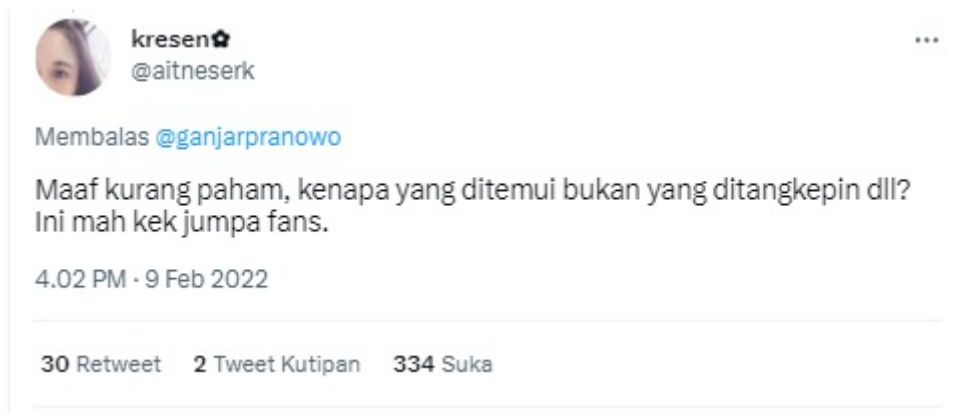 kresen✿
@aitneserk
Membalas @ganjarpranowo
Maaf kurang paham, kenapa yang ditemui bukan yang ditangkepin dll?
Ini mah kek jumpa fans.
4.02 PM · 9 Feb 2022
30 Retweet 2 Tweet Kutipan 334 Suka